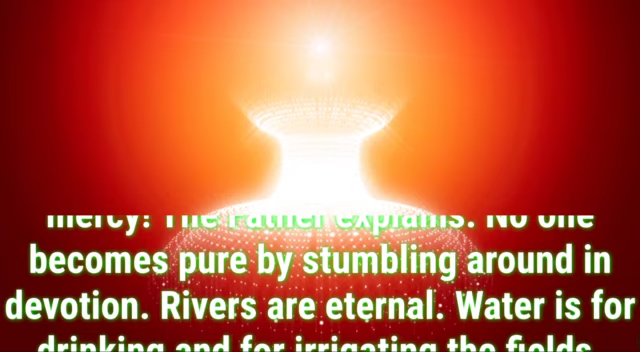 mercy! The Father explains: No one
becomes pure by stumbling around in
devotion. Rivers are eternal. Water is for
drinking and for irrigating the fields.